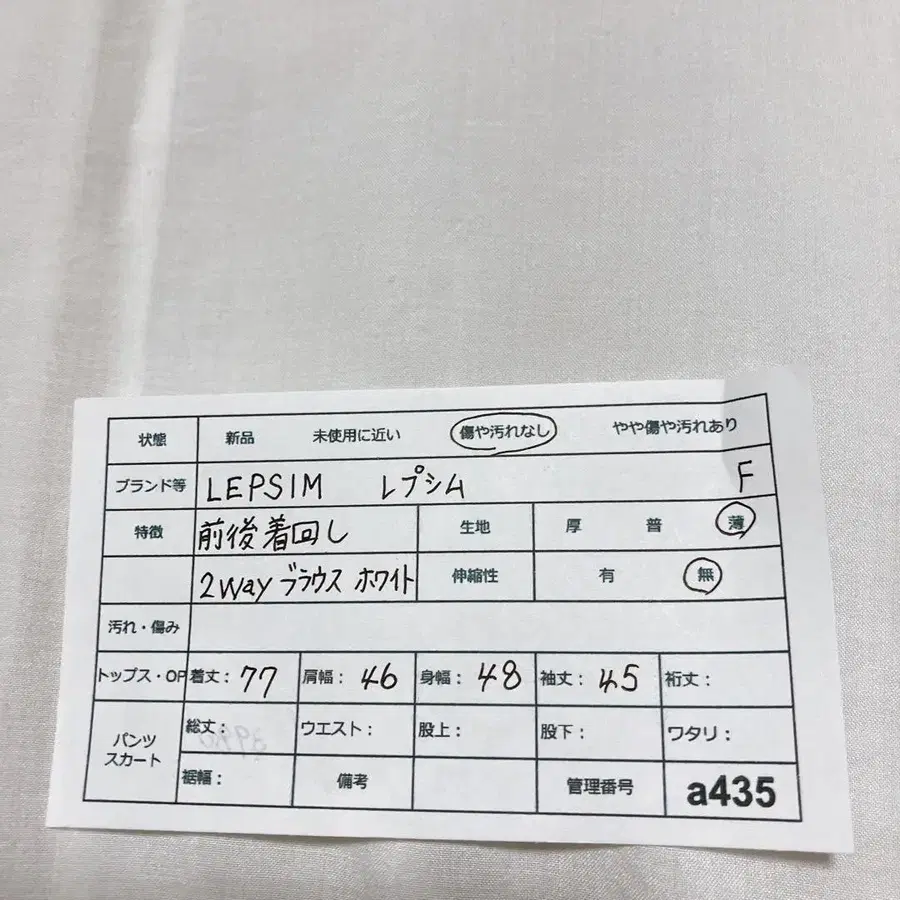 状態 新品 未使用に近い 傷や汚れなし やや傷や汚れあり
ブランド等 LEPSIM レプシム F
特徴 前後着回し 生地 厚 普 薄
2way ブラウス ホワイト 伸縮性 有 無
汚れ・傷み
トップス・OP 着丈: 77 肩幅: 46 身幅: 48 袖丈: 45 裄丈:
パンツ スカート 総丈: ウエスト: 股上: 股下: ワタリ:
裾幅: 備考 管理番号 a435